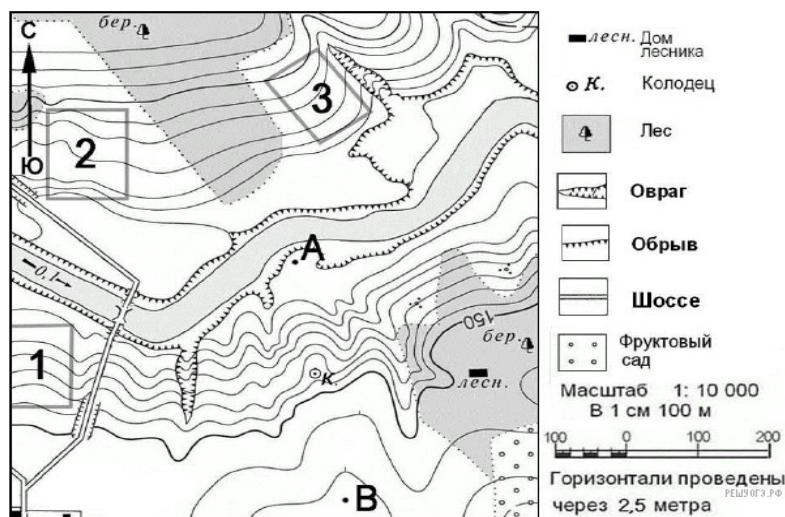 С
бер.
3
2
Ю
А
0,1
1
150
бер.
К.
лесн.
В
лесн. Дом
лесника
К. Колодец
Лес
Овраг
Обрыв
Шоссе
Фруктовый
сад
Масштаб 1: 10 000
В 1 см 100 м
100 0 100 200
Горизонтали проведены
через 2,5 метра
РЕШУОГЭ.РФ